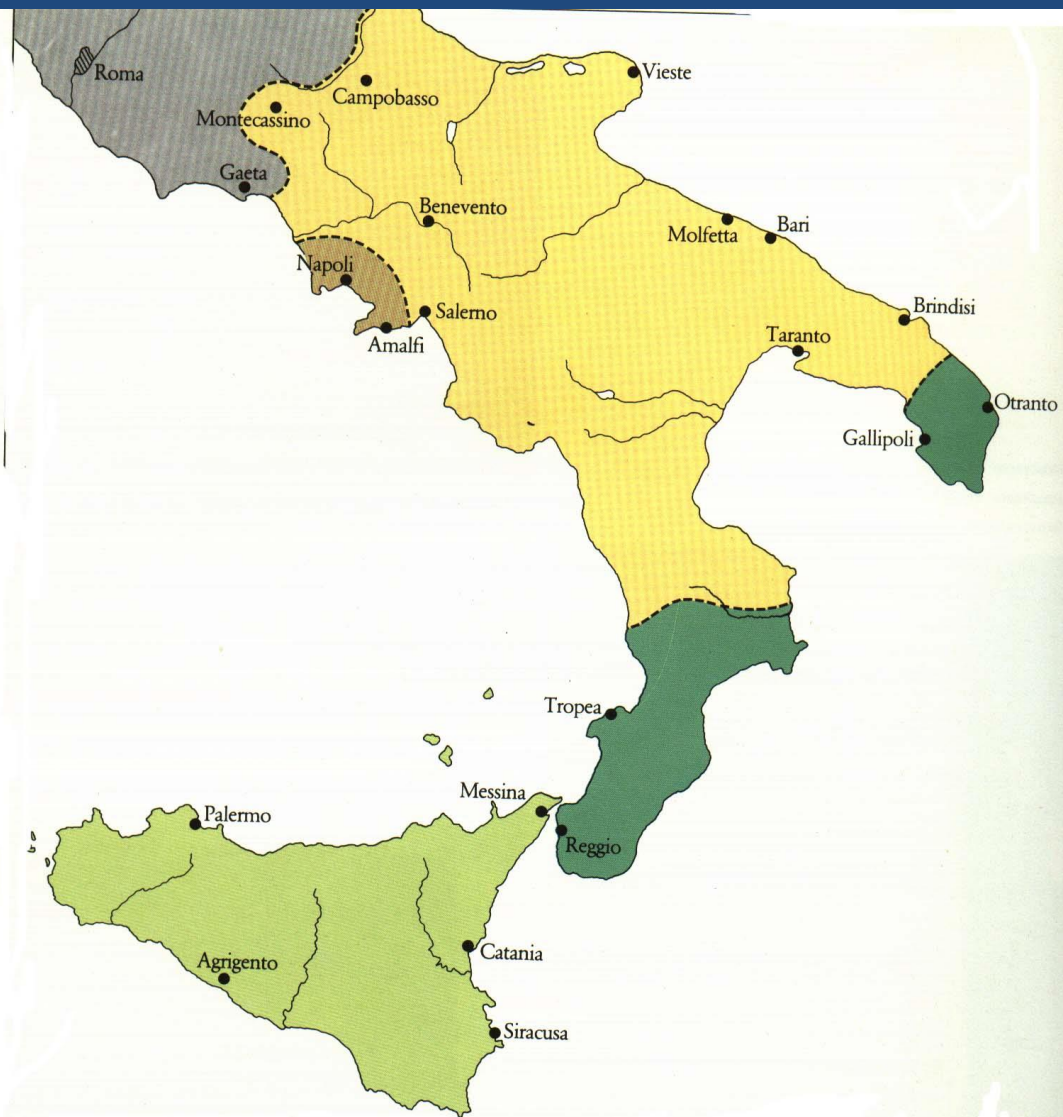 Roma
Vieste
Campobasso
Montecassino
Gaeta
Benevento
Molfetta
Bari
Napoli
Salerno
Brindisi
Taranto
Amalfi
Otranto
Gallipoli
Tropea
Messina
Palermo
Reggio
Catania
Agrigento
Siracusa